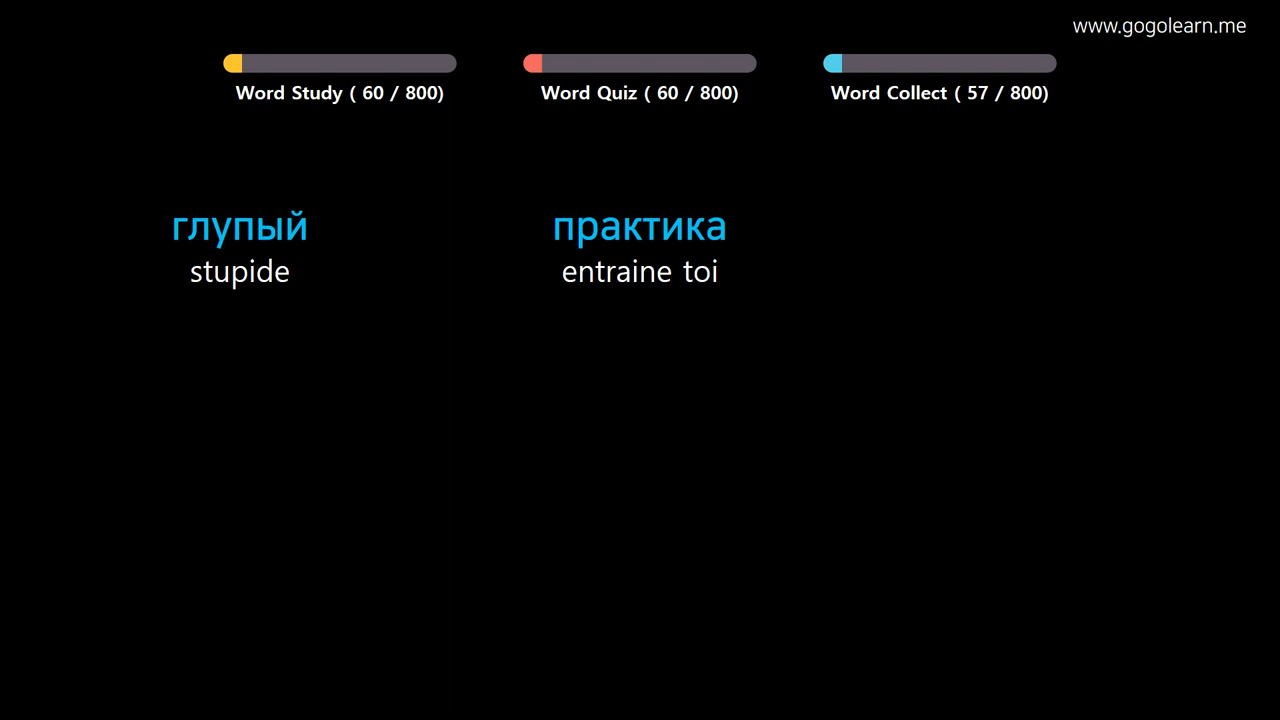 www.gogolearn.me
Word Study ( 60 / 800)
Word Quiz ( 60 / 800)
Word Collect ( 57 / 800)
глупый
stupide
практика
entraine toi